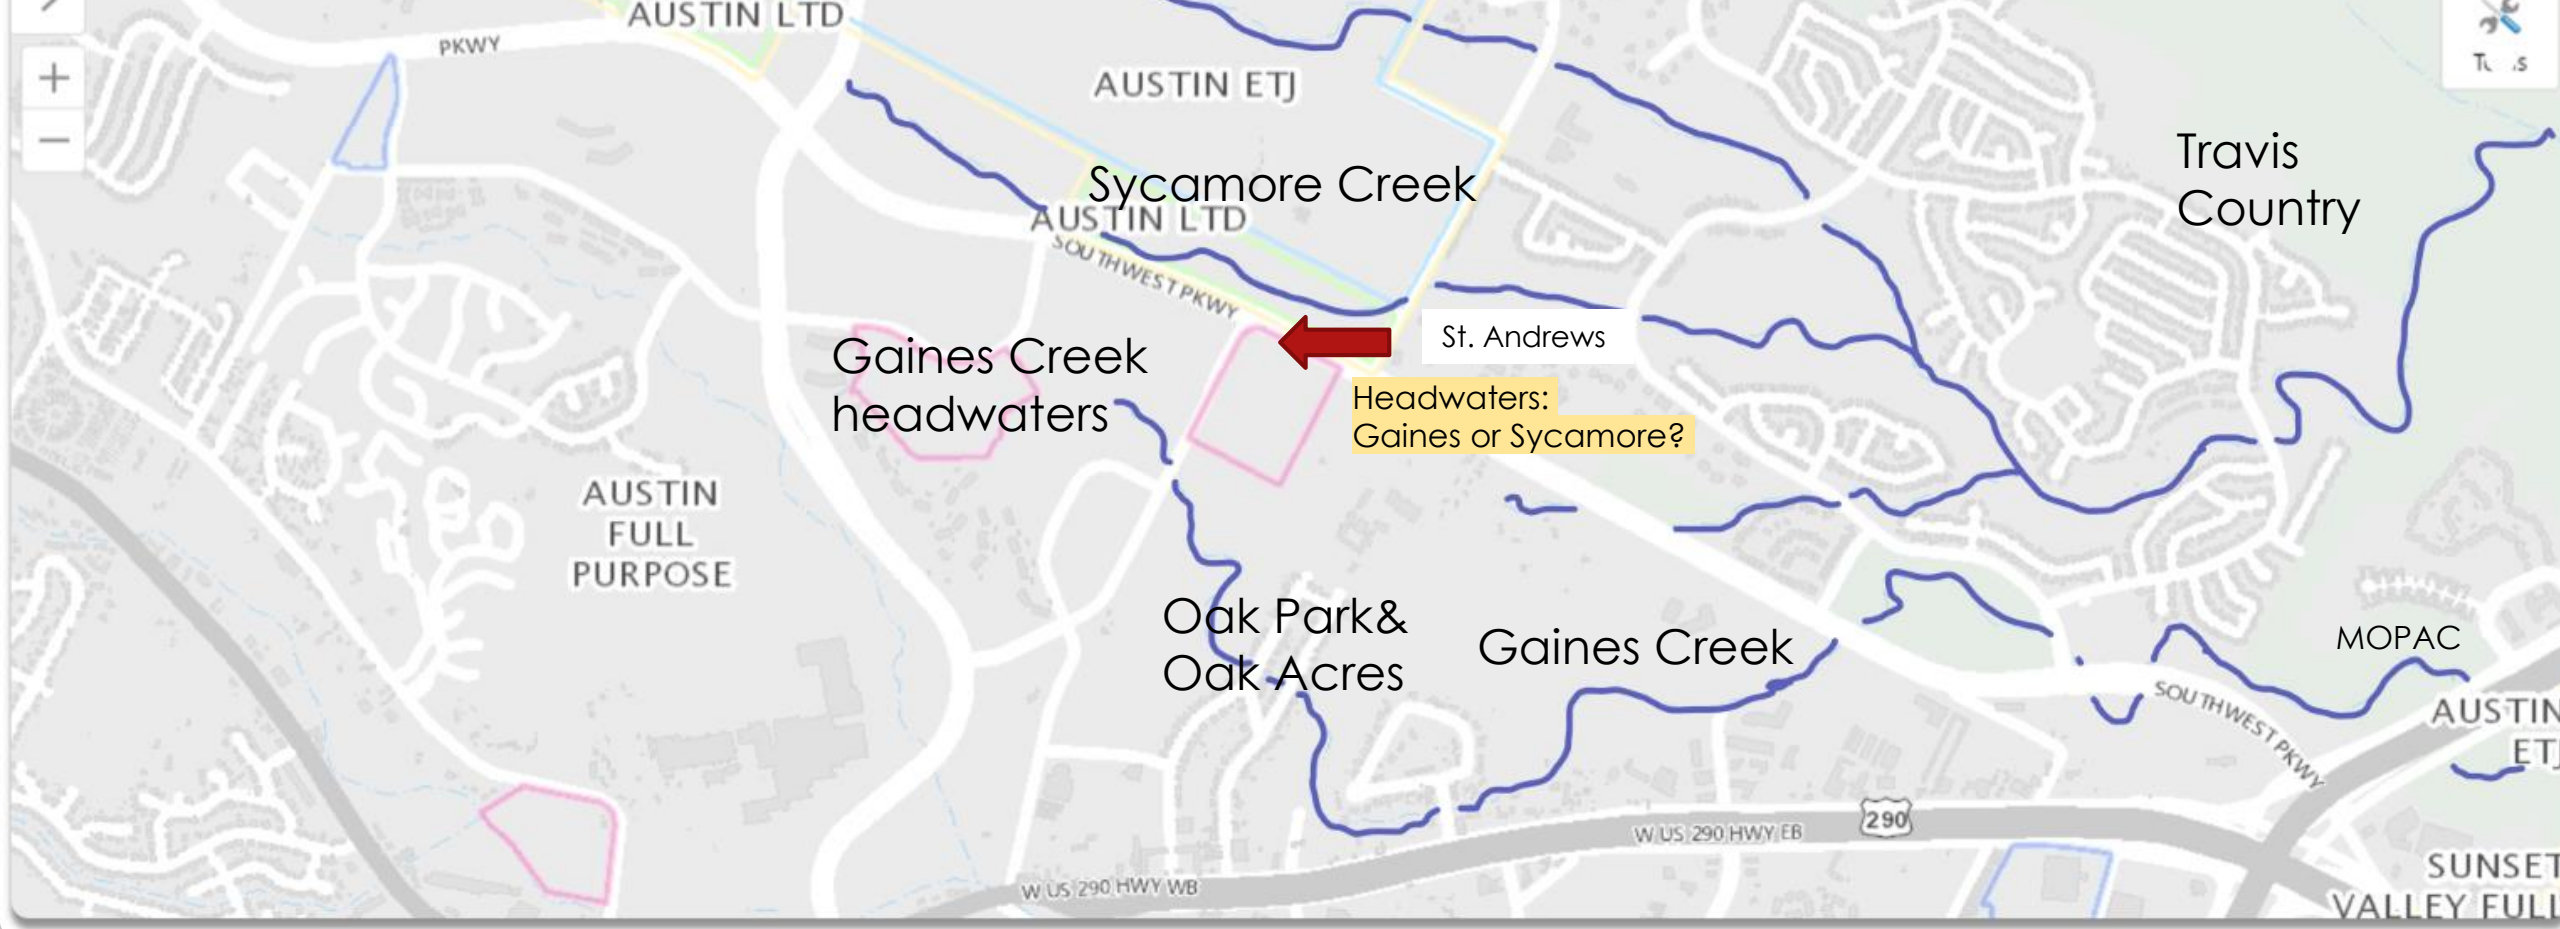 AUSTIN LTD
PKWY
+
AUSTIN ETJ
Travis
Country
Sycamore Creek
AUSTIN LTD
SOUTHWEST PKWY
St. Andrews
Gaines Creek
headwaters
Headwaters:
Gaines or Sycamore?
AUSTIN
FULL
PURPOSE
Oak Park&
Oak Acres
Gaines Creek
MOPAC
SOUTHWEST PKWY
AUSTIN
ETJ
290
W US 290 HWY EB
W US 290 HWY WB
SUNSET
VALLEY FULL